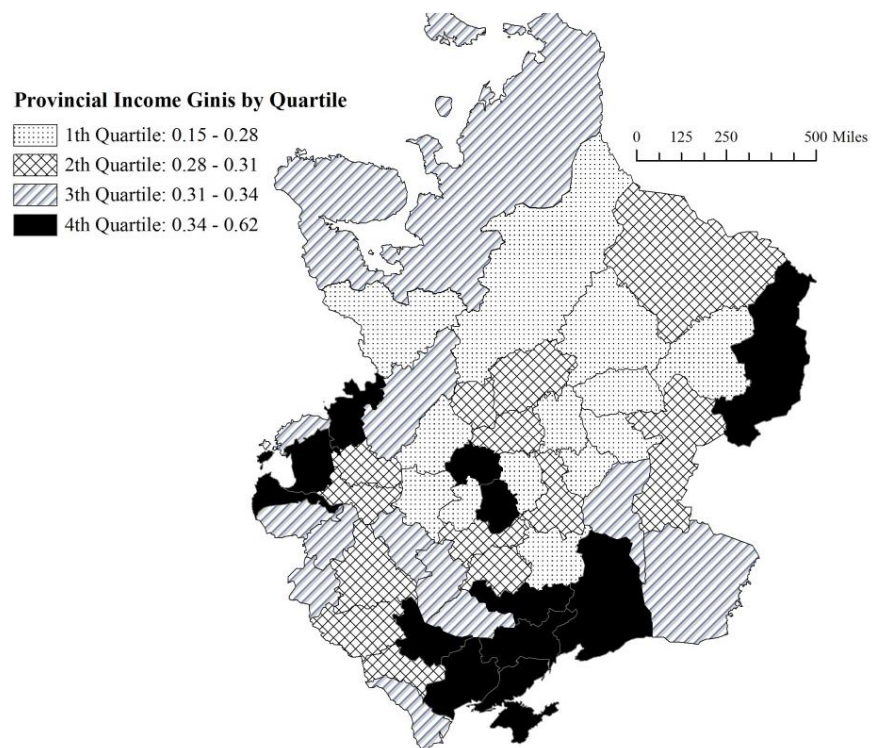 Provincial Income Ginis by Quartile
1th Quartile: 0.15 - 0.28
2th Quartile: 0.28 - 0.31
3th Quartile: 0.31 - 0.34
4th Quartile: 0.34 - 0.62
0 125 250 500 Miles